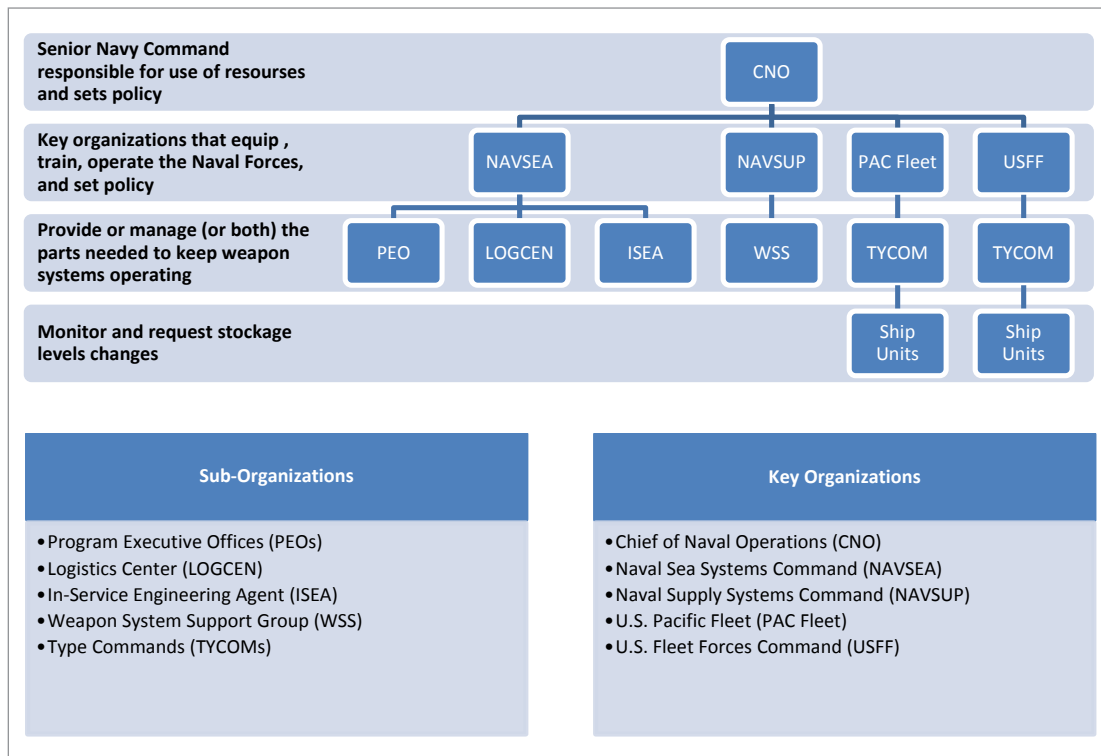 Senior Navy Command
responsible for use of resourses
and sets policy
CNO
Key organizations that equip ,
train, operate the Naval Forces,
and set policy
NAVSEA
NAVSUP
PAC Fleet
USFF
Provide or manage (or both) the
parts needed to keep weapon
systems operating
PEO
LOGCEN
ISEA
WSS
TYCOM
TYCOM
Monitor and request stockage
levels changes
Ship
Units
Ship
Units
Sub-Organizations
•Program Executive Offices (PEOs)
•Logistics Center (LOGCEN)
•In-Service Engineering Agent (ISEA)
•Weapon System Support Group (WSS)
•Type Commands (TYCOMs)
Key Organizations
•Chief of Naval Operations (CNO)
•Naval Sea Systems Command (NAVSEA)
•Naval Supply Systems Command (NAVSUP)
•U.S. Pacific Fleet (PAC Fleet)
•U.S. Fleet Forces Command (USFF)